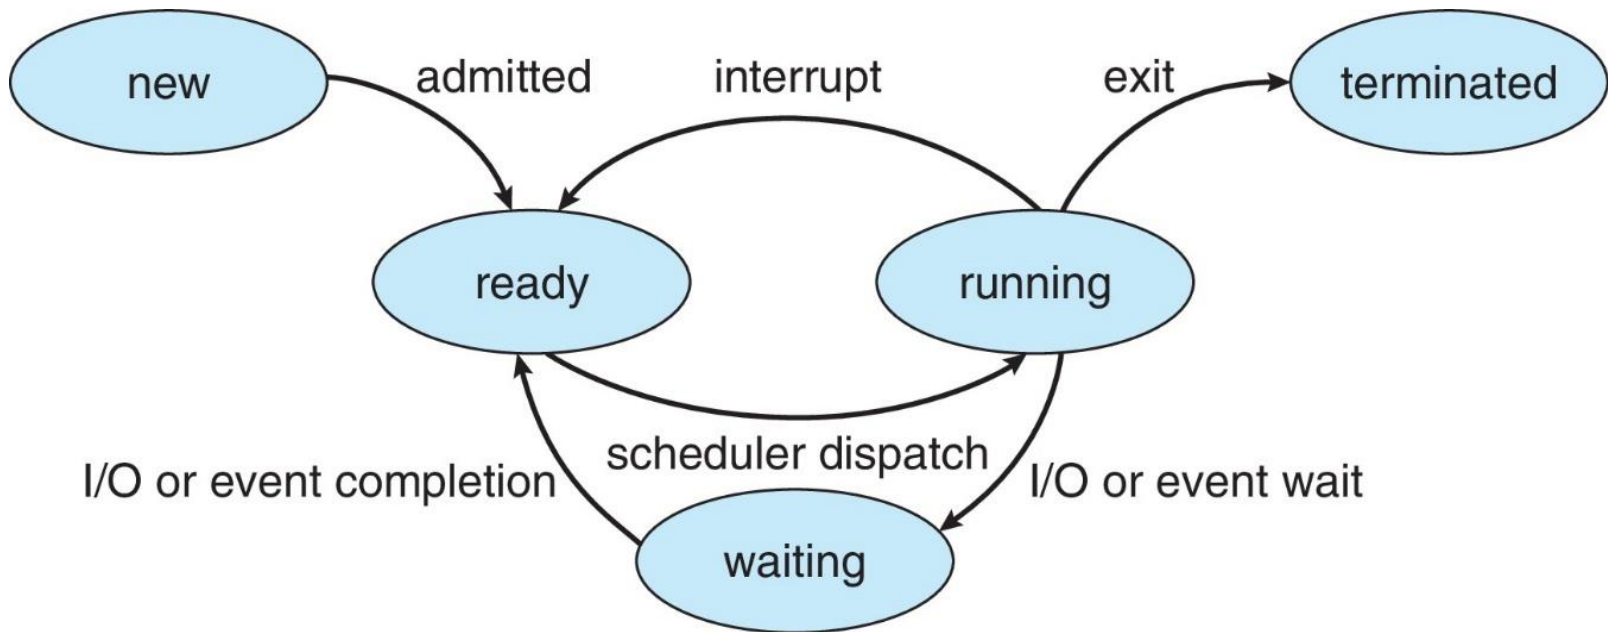 new
admitted
interrupt
exit
terminated
ready
running
scheduler dispatch
I/O or event completion
I/O or event wait
waiting